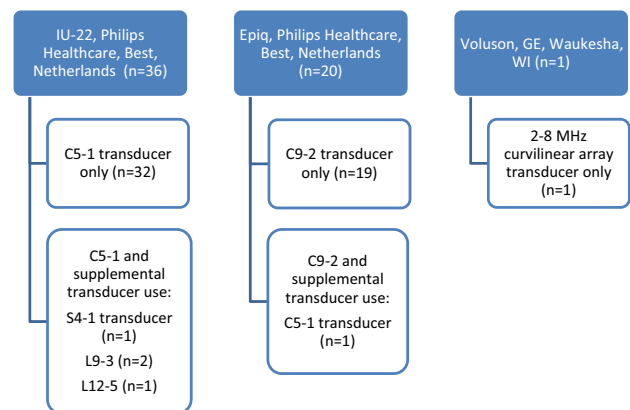 IU-22, Philips
Healthcare, Best,
Netherlands (n=36)
C5-1 transducer
only (n=32)
C5-1 and
supplemental
transducer use:
S4-1 transducer
(n=1)
L9-3 (n=2)
L12-5 (n=1)
Epiq, Philips Healthcare,
Best, Netherlands
(n=20)
C9-2 transducer
only (n=19)
C9-2 and
supplemental
transducer use:
C5-1 transducer
(n=1)
Voluson, GE, Waukesha,
WI (n=1)
2-8 MHz
curvilinear array
transducer only
(n=1)